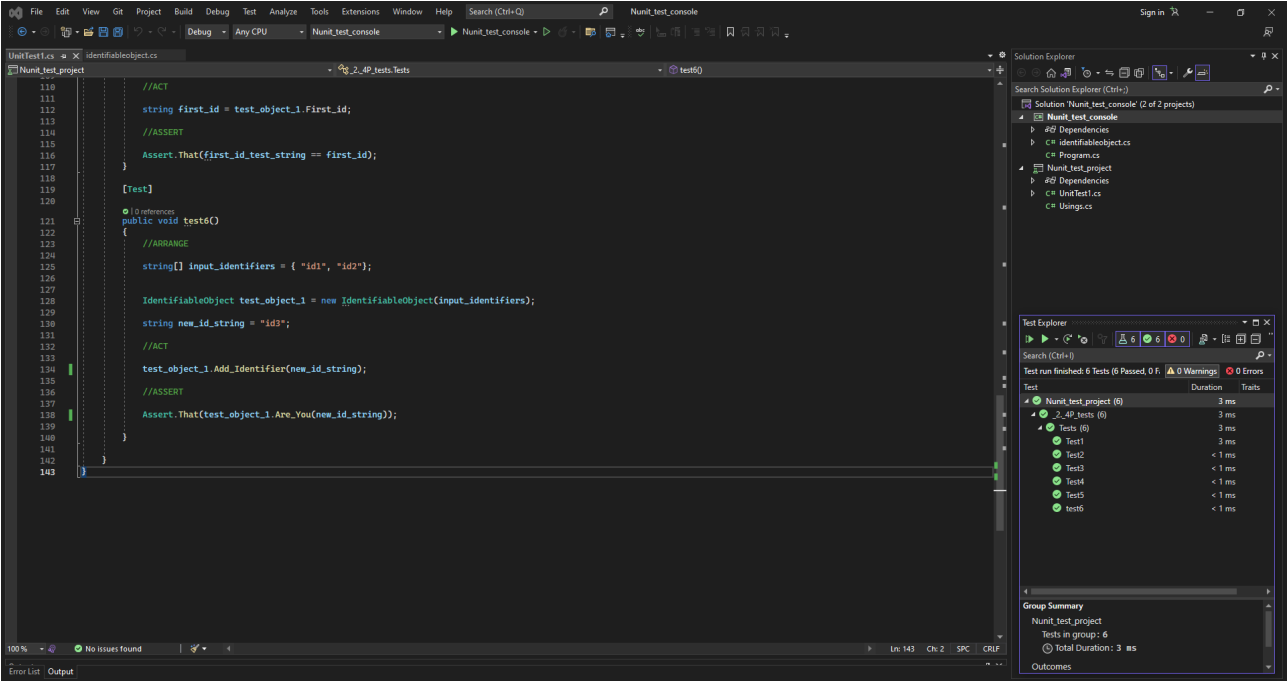 File Edit View Git Project Build Debug Test Analyze Tools Extensions Window Help Search (Ctrl+Q) Nunit_test_console Sign in
Debug Any CPU Nunit_test_console Nunit_test_console
UnitTest1.cs identifiableobject.cs
Nunit_test_project _2._4P_tests.Tests test6()
110 //ACT
111
112 string first_id = test_object_1.First_id;
113
114 //ASSERT
115
116 Assert.That(first_id_test_string == first_id);
117 }
118
119 [Test]
120
0 references
121 public void test6()
122 {
123 //ARRANGE
124
125 string[] input_identifiers = { "id1", "id2"};
126
127
128 IdentifiableObject test_object_1 = new IdentifiableObject(input_identifiers);
129
130 string new_id_string = "id3";
131
132 //ACT
133
134 test_object_1.Add_Identifier(new_id_string);
135
136 //ASSERT
137
138 Assert.That(test_object_1.Are_You(new_id_string));
139
140 }
141
142 }
143 }
100 % No issues found Ln: 143 Ch: 2 SPC CRLF
Error List Output
Solution Explorer
Search Solution Explorer (Ctrl+;)
Solution 'Nunit_test_console' (2 of 2 projects)
Nunit_test_console
Dependencies
C# identifiableobject.cs
C# Program.cs
Nunit_test_project
Dependencies
C# UnitTest1.cs
C# Usings.cs
Test Explorer
6 6 0
Search (Ctrl+I)
Test run finished: 6 Tests (6 Passed, 0 F 0 Warnings 0 Errors
Test Duration Traits
Nunit_test_project (6) 3 ms
_2._4P_tests (6) 3 ms
Tests (6) 3 ms
Test1 3 ms
Test2 < 1 ms
Test3 < 1 ms
Test4 < 1 ms
Test5 < 1 ms
test6 < 1 ms
Group Summary
Nunit_test_project
Tests in group: 6
Total Duration: 3 ms
Outcomes